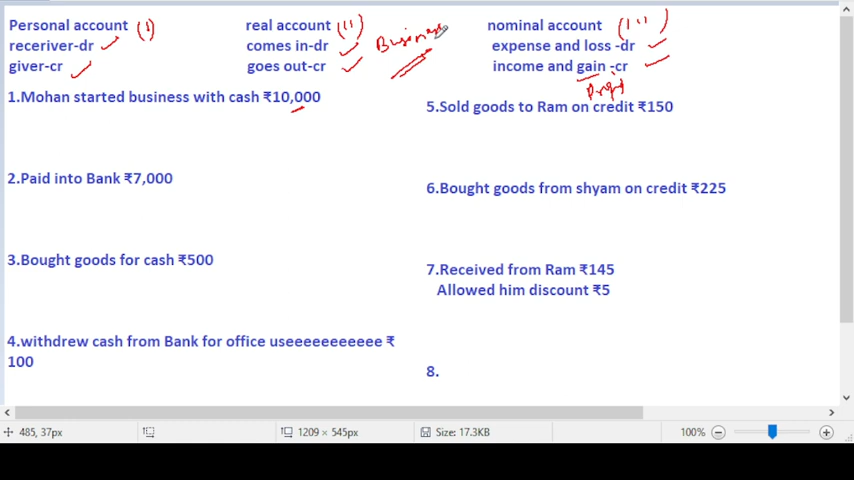 Personal account (i)
receriver-dr
giver-cr
real account (ii)
comes in-dr
goes out-cr
Business
nominal account (iii)
expense and loss -dr
income and gain -cr
Profit
1.Mohan started business with cash ₹10,000
2.Paid into Bank ₹7,000
3.Bought goods for cash ₹500
4.withdrew cash from Bank for office useeeeeeeeeee ₹
100
5.Sold goods to Ram on credit ₹150
6.Bought goods from shyam on credit ₹225
7.Received from Ram ₹145
Allowed him discount ₹5
8.
485, 37px
1209 × 545px
Size: 17.3KB
100%